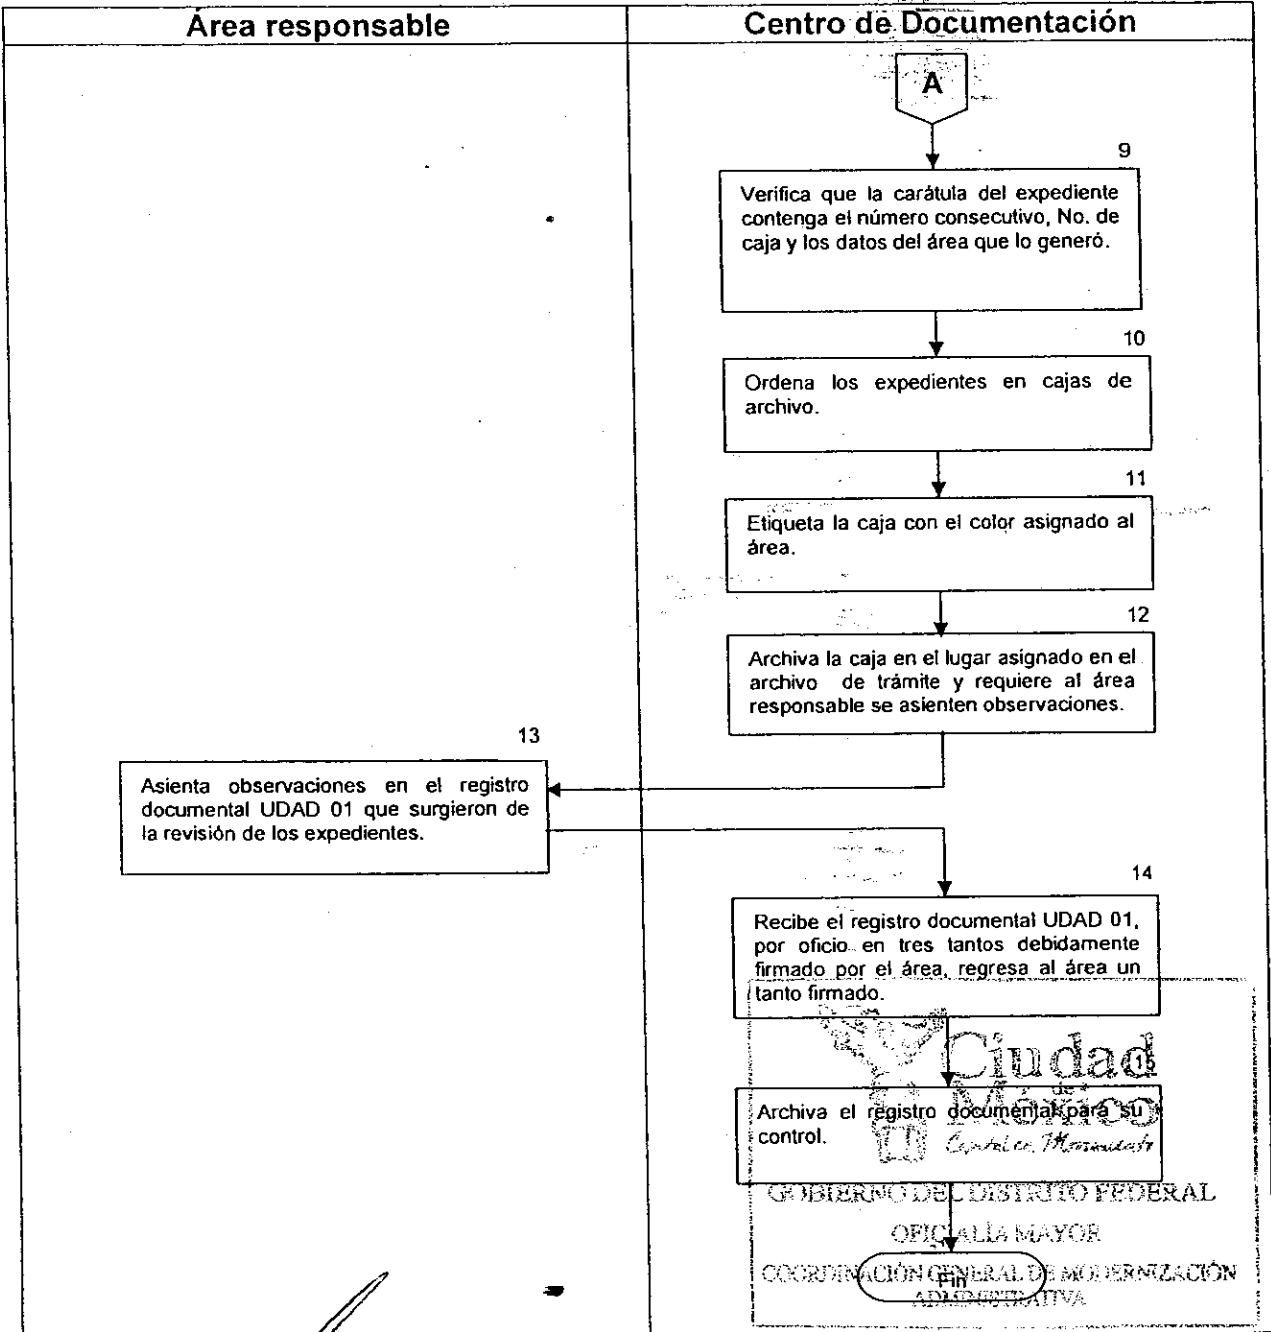 Área responsable
Centro de Documentación
A
9
Verifica que la carátula del expediente
contenga el número consecutivo, No. de
caja y los datos del área que lo generó.
10
Ordena los expedientes en cajas de
archivo.
11
Etiqueta la caja con el color asignado al
área.
12
Archiva la caja en el lugar asignado en el
archivo de trámite y requiere al área
responsable se asienten observaciones.
13
Asienta observaciones en el registro
documental UDAD 01 que surgieron de
la revisión de los expedientes.
14
Recibe el registro documental UDAD 01,
por oficio en tres tantos debidamente
firmado por el área, regresa al área un
tanto firmado.
Ciudad
de
México
15
Archiva el registro documental para su
control.
Capital en Movimiento
GOBIERNO DEL DISTRITO FEDERAL
OFICIALÍA MAYOR
COORDINACIÓN GENERAL DE MODERNIZACIÓN
ADMINISTRATIVA
Fin